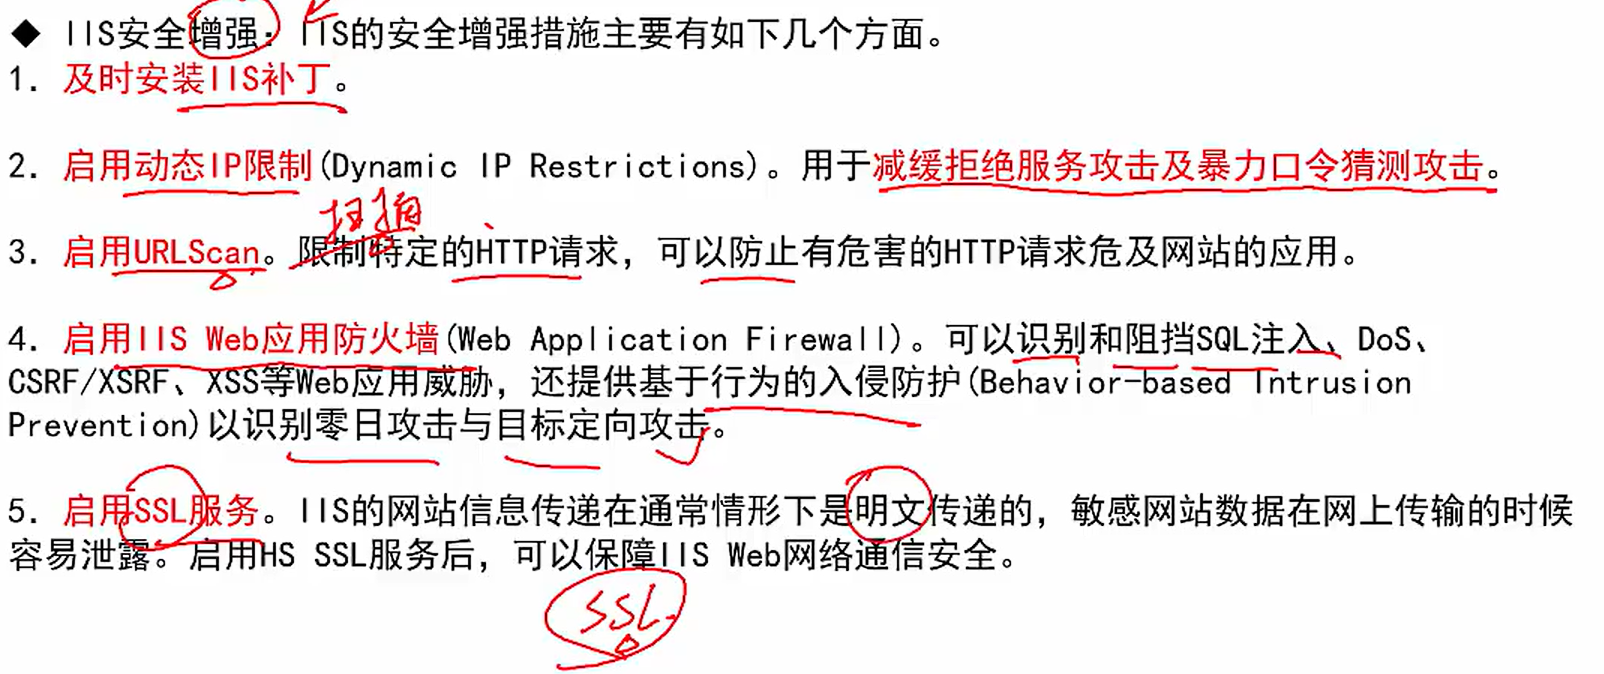 ◆ IIS安全增强：IIS的安全增强措施主要有如下几个方面。
1. 及时安装IIS补丁。
2. 启用动态IP限制(Dynamic IP Restrictions)。用于减缓拒绝服务攻击及暴力口令猜测攻击。
扫描
3. 启用URLScan。限制特定的HTTP请求，可以防止有危害的HTTP请求危及网站的应用。
4. 启用IIS Web应用防火墙(Web Application Firewall)。可以识别和阻挡SQL注入、DoS、
CSRF/XSRF、XSS等Web应用威胁，还提供基于行为的入侵防护(Behavior-based Intrusion
Prevention)以识别零日攻击与目标定向攻击。
5. 启用SSL服务。IIS的网站信息传递在通常情形下是明文传递的，敏感网站数据在网上传输的时候
容易泄露。启用HS SSL服务后，可以保障IIS Web网络通信安全。
SSL